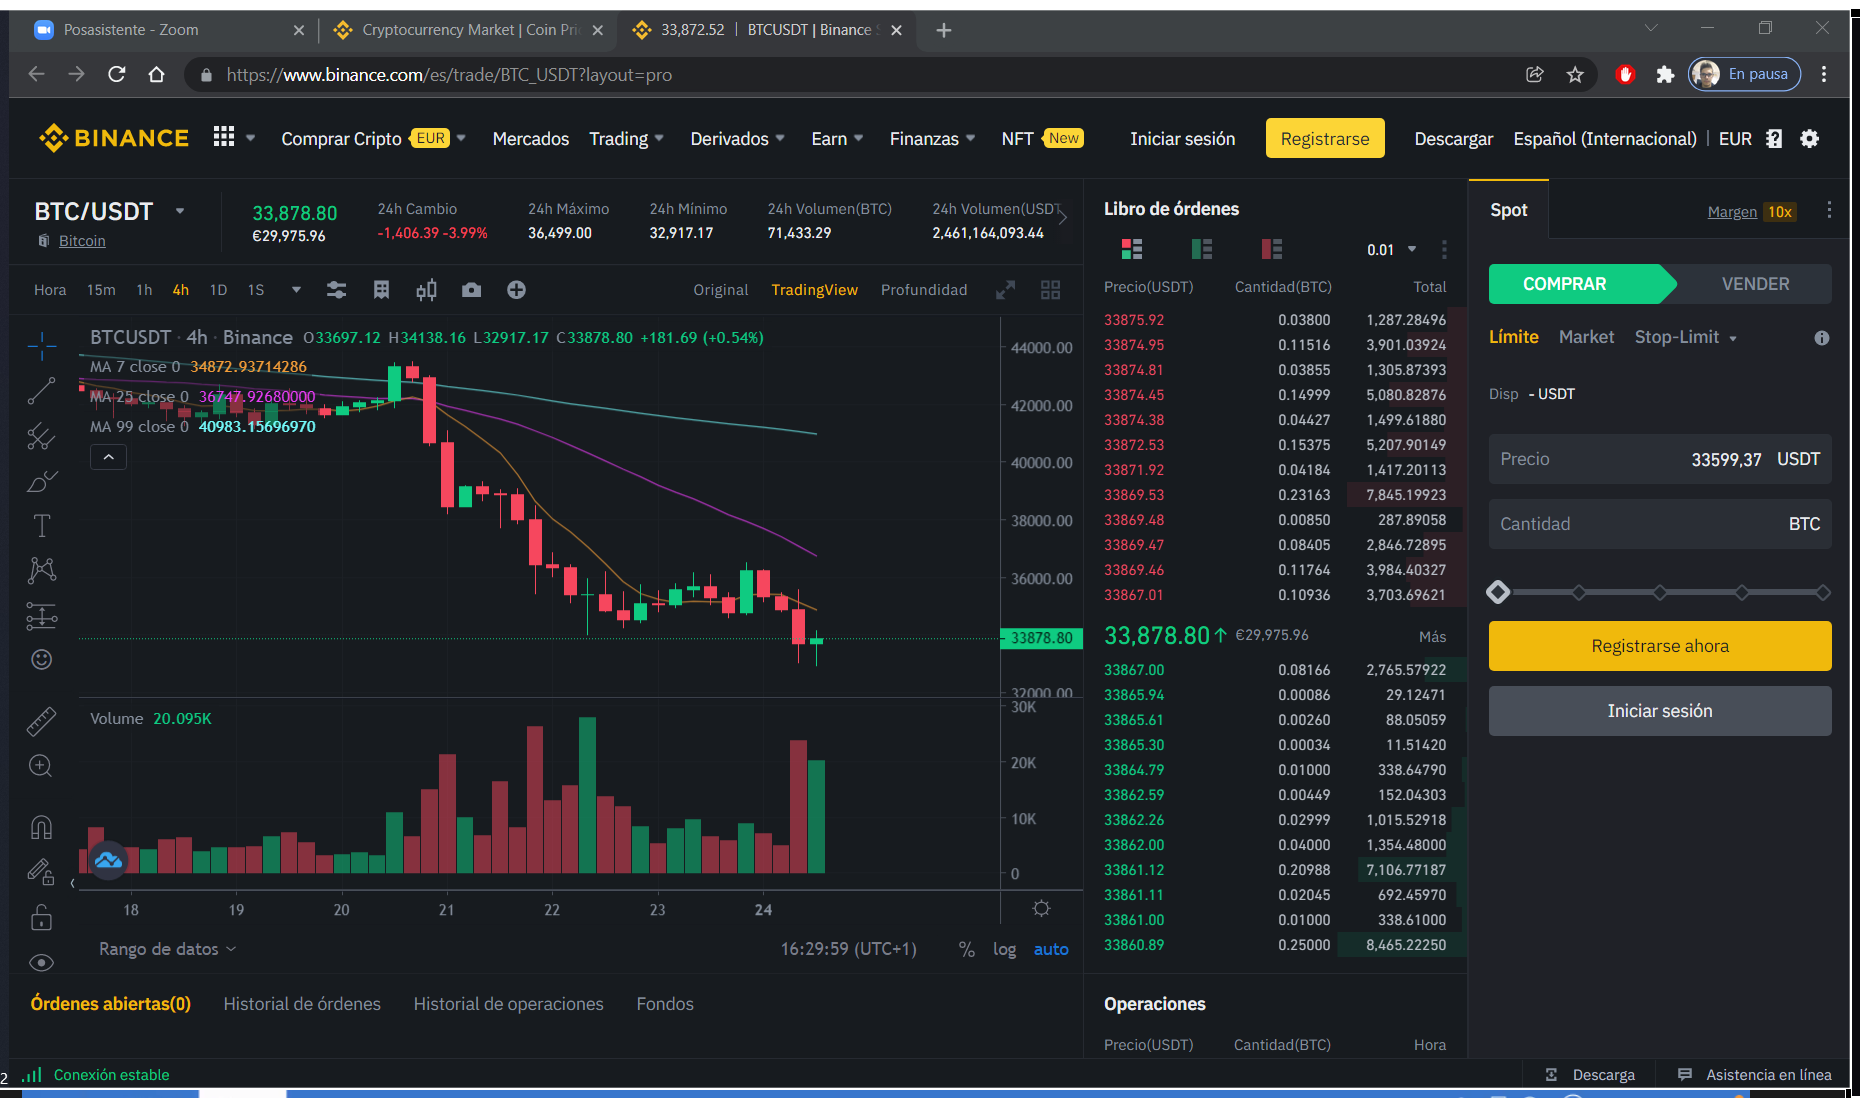 Posasistente - Zoom
Cryptocurrency Market | Coin Pri
33,872.52 | BTCUSDT | Binance S
https://www.binance.com/es/trade/BTC_USDT?layout=pro
En pausa
BINANCE
Comprar Cripto EUR
Mercados
Trading
Derivados
Earn
Finanzas
NFT New
Iniciar sesión
Registrarse
Descargar
Español (Internacional)
EUR
BTC/USDT
Bitcoin
33,878.80
€29,975.96
24h Cambio
-1,406.39 -3.99%
24h Máximo
36,499.00
24h Mínimo
32,917.17
24h Volumen(BTC)
71,433.29
24h Volumen(USDT
2,461,164,093.44
Hora 15m 1h 4h 1D 1S
Original TradingView Profundidad
BTCUSDT · 4h · Binance O33697.12 H34138.16 L32917.17 C33878.80 +181.69 (+0.54%)
MA 7 close 0 34872.93714286
MA 25 close 0 36747.92680000
MA 99 close 0 40983.15696970
44000.00
42000.00
40000.00
38000.00
36000.00
33878.80
32000.00
Volume 20.095K
30K
20K
10K
0
18 19 20 21 22 23 24
Rango de datos
16:29:59 (UTC+1)
% log auto
Órdenes abiertas(0) Historial de órdenes Historial de operaciones Fondos
Libro de órdenes
0.01
Precio(USDT) Cantidad(BTC) Total
33875.92 0.03800 1,287.28496
33874.95 0.11516 3,901.03924
33874.81 0.03855 1,305.87393
33874.45 0.14999 5,080.82876
33874.38 0.04427 1,499.61880
33872.53 0.15375 5,207.90149
33871.92 0.04184 1,417.20113
33869.53 0.23163 7,845.19923
33869.48 0.00850 287.89058
33869.47 0.08405 2,846.72895
33869.46 0.11764 3,984.40327
33867.01 0.10936 3,703.69621
33,878.80↑ €29,975.96 Más
33867.00 0.08166 2,765.57922
33865.94 0.00086 29.12471
33865.61 0.00260 88.05059
33865.30 0.00034 11.51420
33864.79 0.01000 338.64790
33862.59 0.00449 152.04303
33862.26 0.02999 1,015.52918
33862.00 0.04000 1,354.48000
33861.12 0.20988 7,106.77187
33861.11 0.02045 692.45970
33861.00 0.01000 338.61000
33860.89 0.25000 8,465.22250
Operaciones
Precio(USDT) Cantidad(BTC) Hora
Spot
Margen 10x
COMPRAR
VENDER
Límite Market Stop-Limit
Disp - USDT
Precio 33599,37 USDT
Cantidad BTC
Registrarse ahora
Iniciar sesión
2
Conexión estable
Descarga
Asistencia en línea